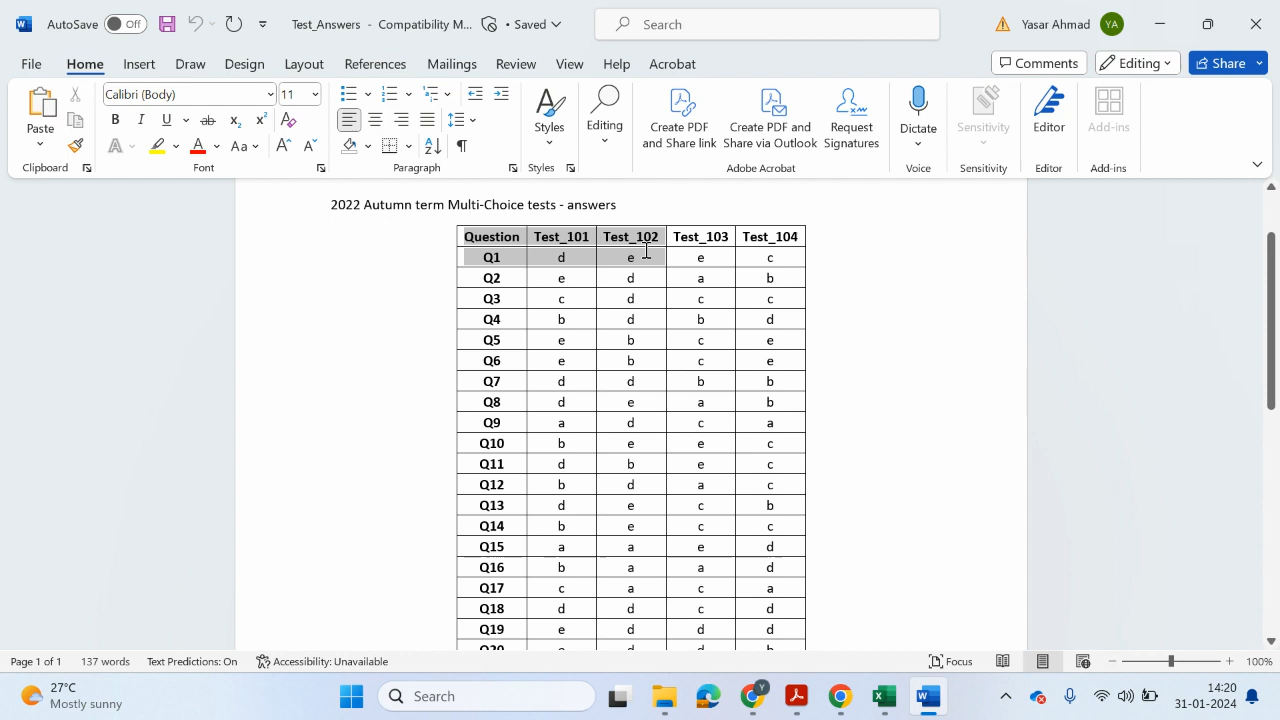 AutoSave Off Test_Answers - Compatibility M... • Saved Search Yasar Ahmad YA
File Home Insert Draw Design Layout References Mailings Review View Help Acrobat Comments Editing Share
Calibri (Body) 11
Paste B I U ab x₂ x² A Aa A A Styles Editing Create PDF and Share link Create PDF and Share via Outlook Request Signatures Dictate Sensitivity Editor Add-ins
Clipboard Font Paragraph Styles Adobe Acrobat Voice Sensitivity Editor Add-ins
2022 Autumn term Multi-Choice tests - answers
Question Test_101 Test_102 Test_103 Test_104
Q1 d e e c
Q2 e d a b
Q3 c d c c
Q4 b d b d
Q5 e b c e
Q6 e b c e
Q7 d d b b
Q8 d e a b
Q9 a d c a
Q10 b e e c
Q11 d b e c
Q12 b d a c
Q13 d e c b
Q14 b e c c
Q15 a a e d
Q16 b a a d
Q17 c a c a
Q18 d d c d
Q19 e d d d
Page 1 of 1 137 words Text Predictions: On Accessibility: Unavailable Focus 100%
27°C
Mostly sunny
Search
14:20
31-01-2024